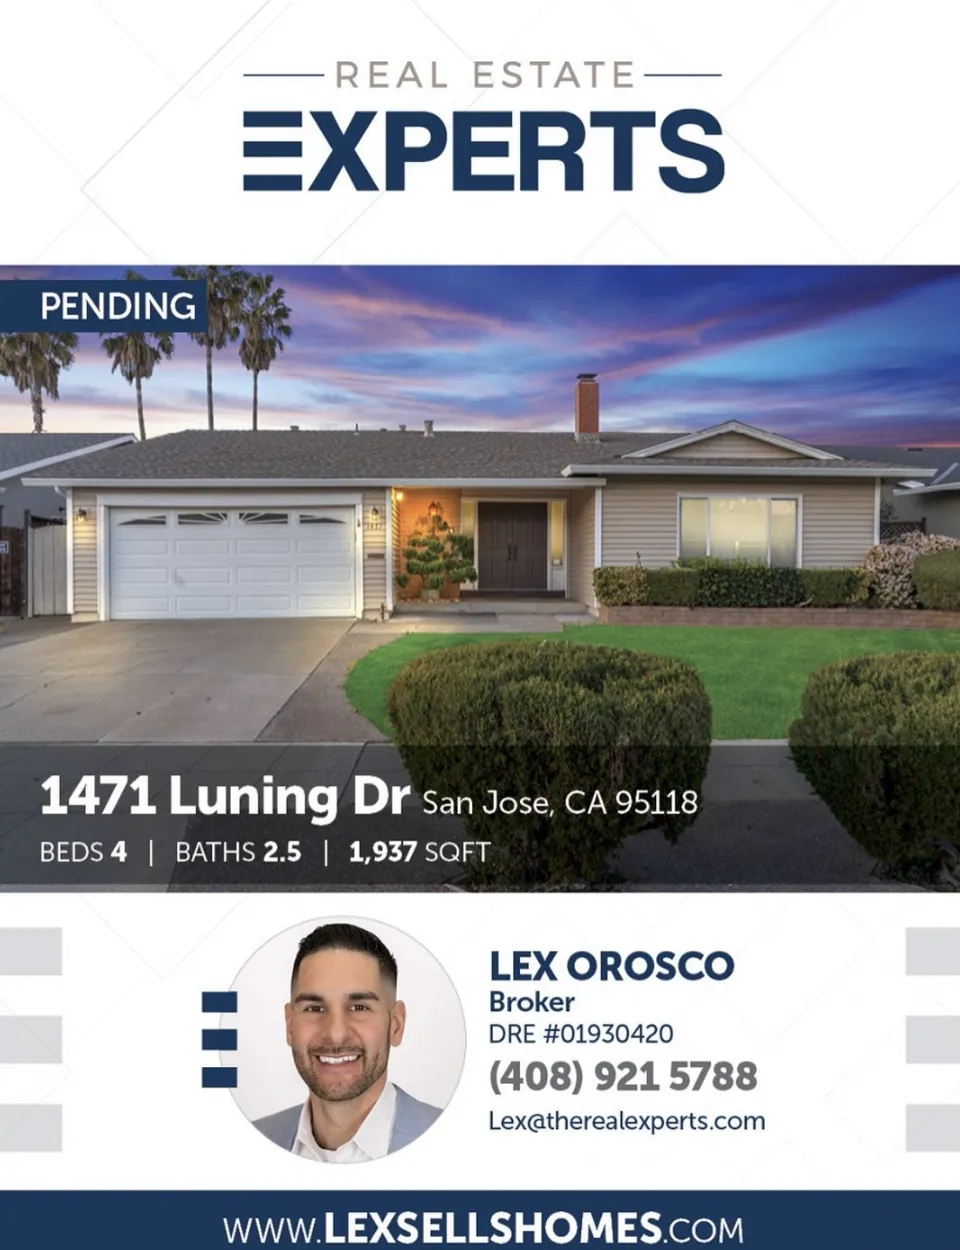 REAL ESTATE
EXPERTS
PENDING
1471 Luning Dr San Jose, CA 95118
BEDS 4 | BATHS 2.5 | 1,937 SQFT
LEX OROSCO
Broker
DRE #01930420
(408) 921 5788
Lex@therealexperts.com
WWW.LEXSELLSHOMES.COM